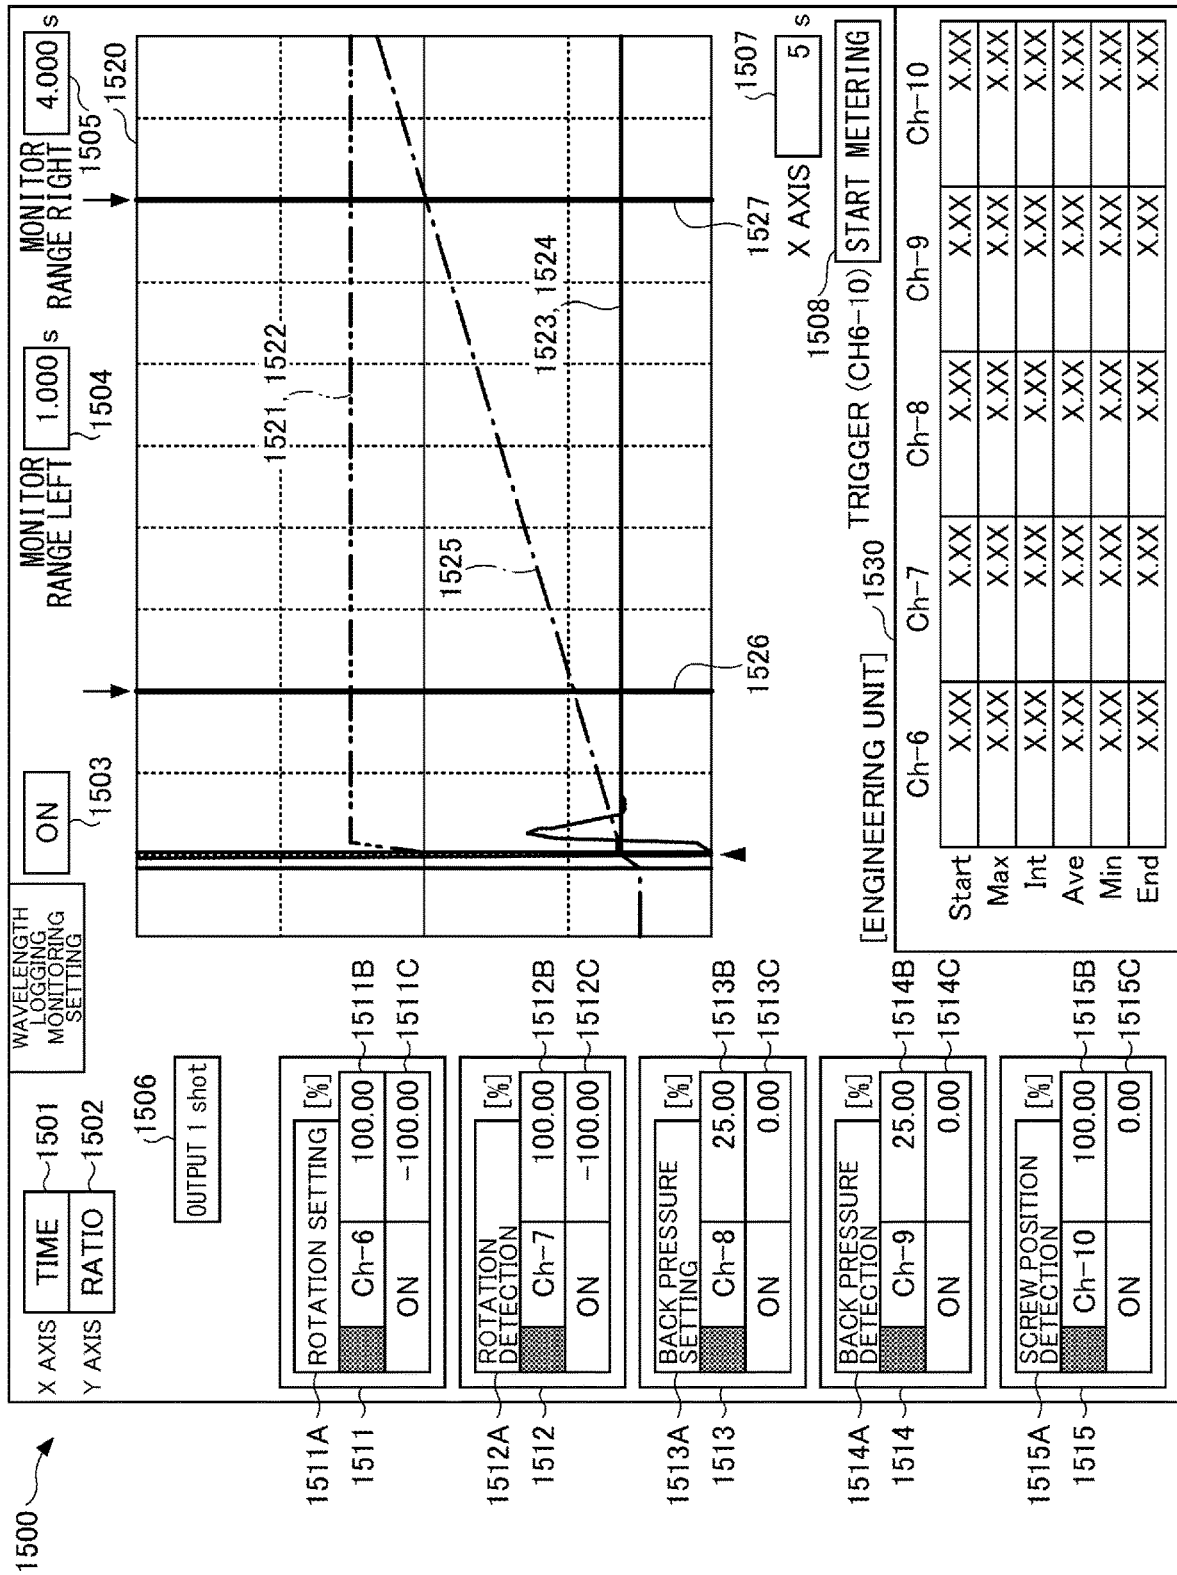 1500
X AXIS TIME 1501
Y AXIS RATIO 1502
WAVELENGTH
LOGGING
MONITORING
SETTING
ON
1503
MONITOR
RANGE LEFT 1.000 s
1504
MONITOR
RANGE RIGHT 4.000 s
1505
1506
OUTPUT 1 shot
1520
1521, 1522
1525
1523, 1524
1526
1527
1511A
1511
ROTATION SETTING [%]
Ch-6 100.00 1511B
ON -100.00 1511C
1512A
1512
ROTATION
DETECTION [%]
Ch-7 100.00 1512B
ON -100.00 1512C
1513A
1513
BACK PRESSURE
SETTING [%]
Ch-8 25.00 1513B
ON 0.00 1513C
1514A
1514
BACK PRESSURE
DETECTION [%]
Ch-9 25.00 1514B
ON 0.00 1514C
1515A
1515
SCREW POSITION
DETECTION [%]
Ch-10 100.00 1515B
ON 0.00 1515C
1507
X AXIS 5 s
1508
[ENGINEERING UNIT] TRIGGER (CH6-10) START METERING
1530
Ch-6 Ch-7 Ch-8 Ch-9 Ch-10
Start X.XX X.XX X.XX X.XX X.XX
Max X.XX X.XX X.XX X.XX X.XX
Int X.XX X.XX X.XX X.XX X.XX
Ave X.XX X.XX X.XX X.XX X.XX
Min X.XX X.XX X.XX X.XX X.XX
End X.XX X.XX X.XX X.XX X.XX